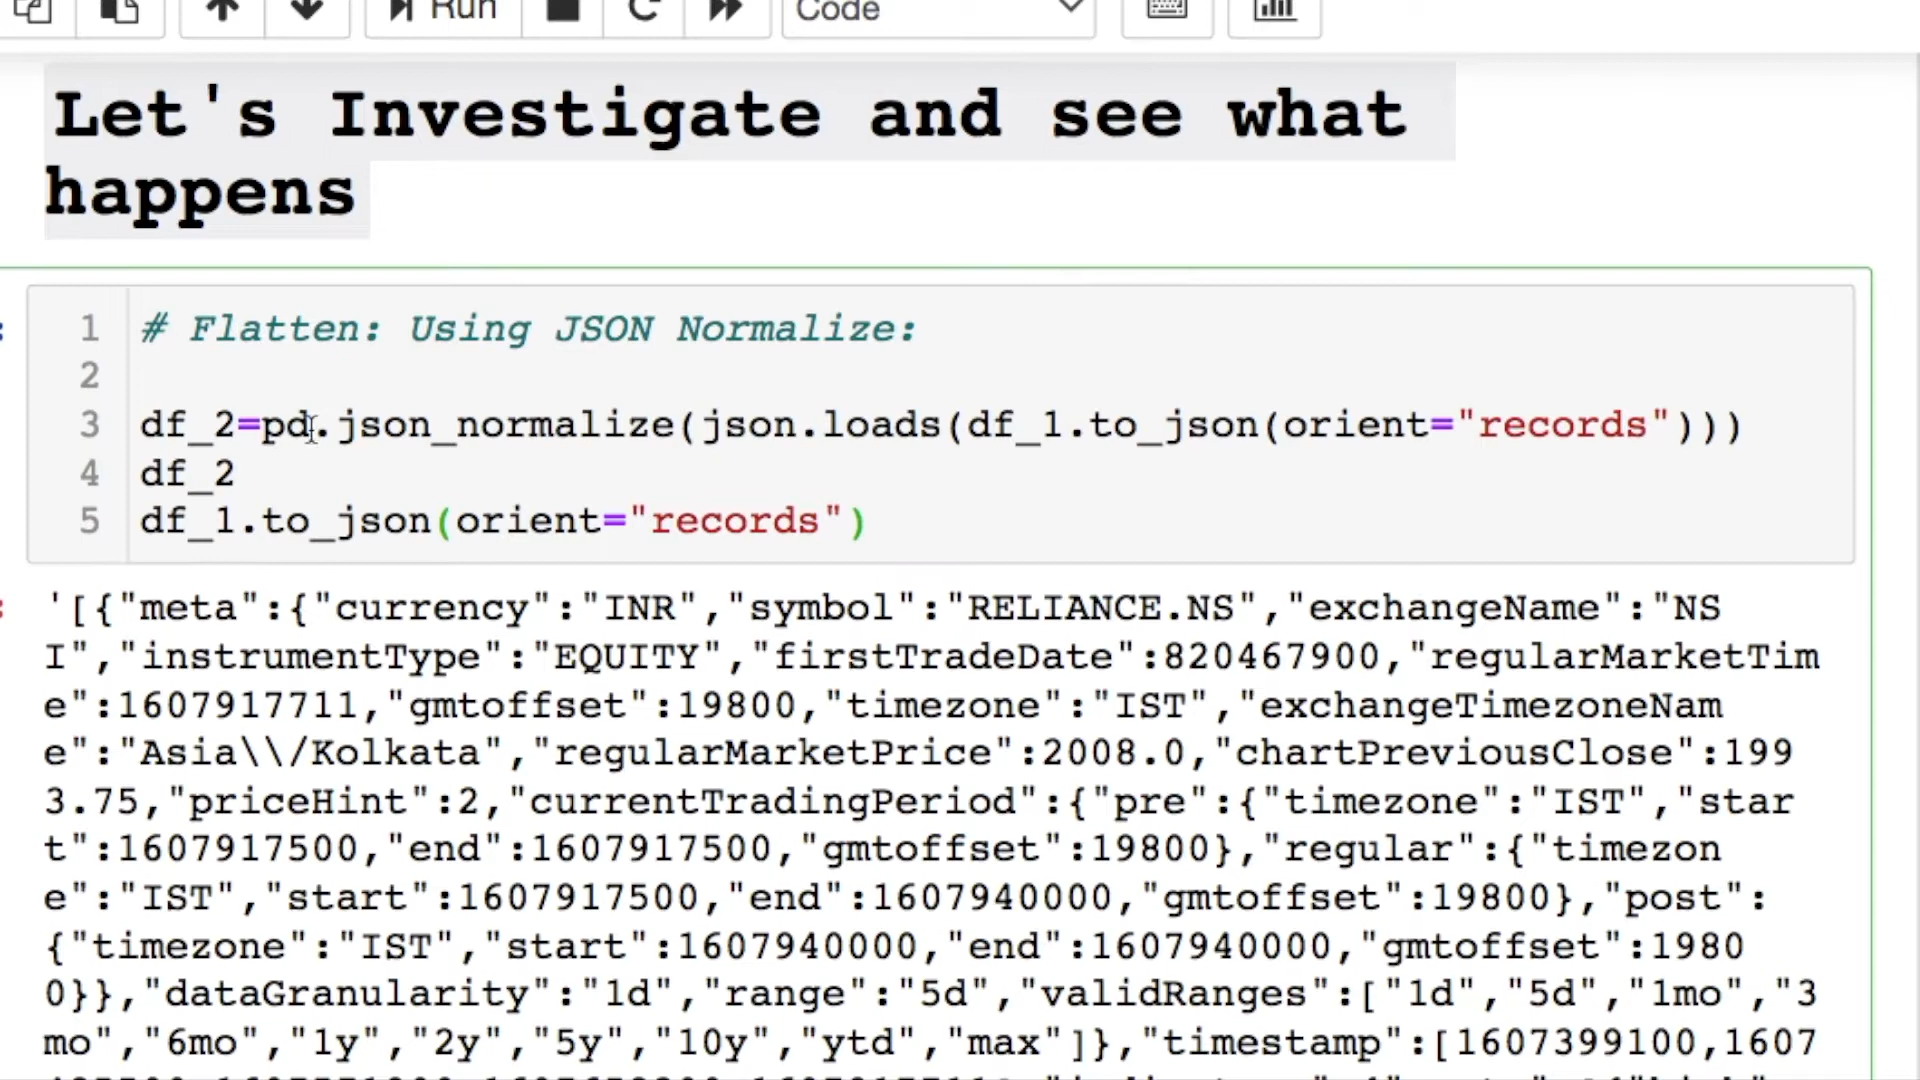 Run
Code
Let's Investigate and see what
happens
1 # Flatten: Using JSON Normalize:
2
3 df_2=pd.json_normalize(json.loads(df_1.to_json(orient="records")))
4 df_2
5 df_1.to_json(orient="records")
'[{"meta":{"currency":"INR","symbol":"RELIANCE.NS","exchangeName":"NS
I","instrumentType":"EQUITY","firstTradeDate":820467900,"regularMarketTim
e":1607917711,"gmtoffset":19800,"timezone":"IST","exchangeTimezoneNam
e":"Asia\\/Kolkata","regularMarketPrice":2008.0,"chartPreviousClose":199
3.75,"priceHint":2,"currentTradingPeriod":{"pre":{"timezone":"IST","star
t":1607917500,"end":1607917500,"gmtoffset":19800},"regular":{"timezon
e":"IST","start":1607917500,"end":1607940000,"gmtoffset":19800},"post":
{"timezone":"IST","start":1607940000,"end":1607940000,"gmtoffset":1980
0}},"dataGranularity":"1d","range":"5d","validRanges":["1d","5d","1mo","3
mo","6mo","1y","2y","5y","10y","ytd","max"]},"timestamp":[1607399100,1607